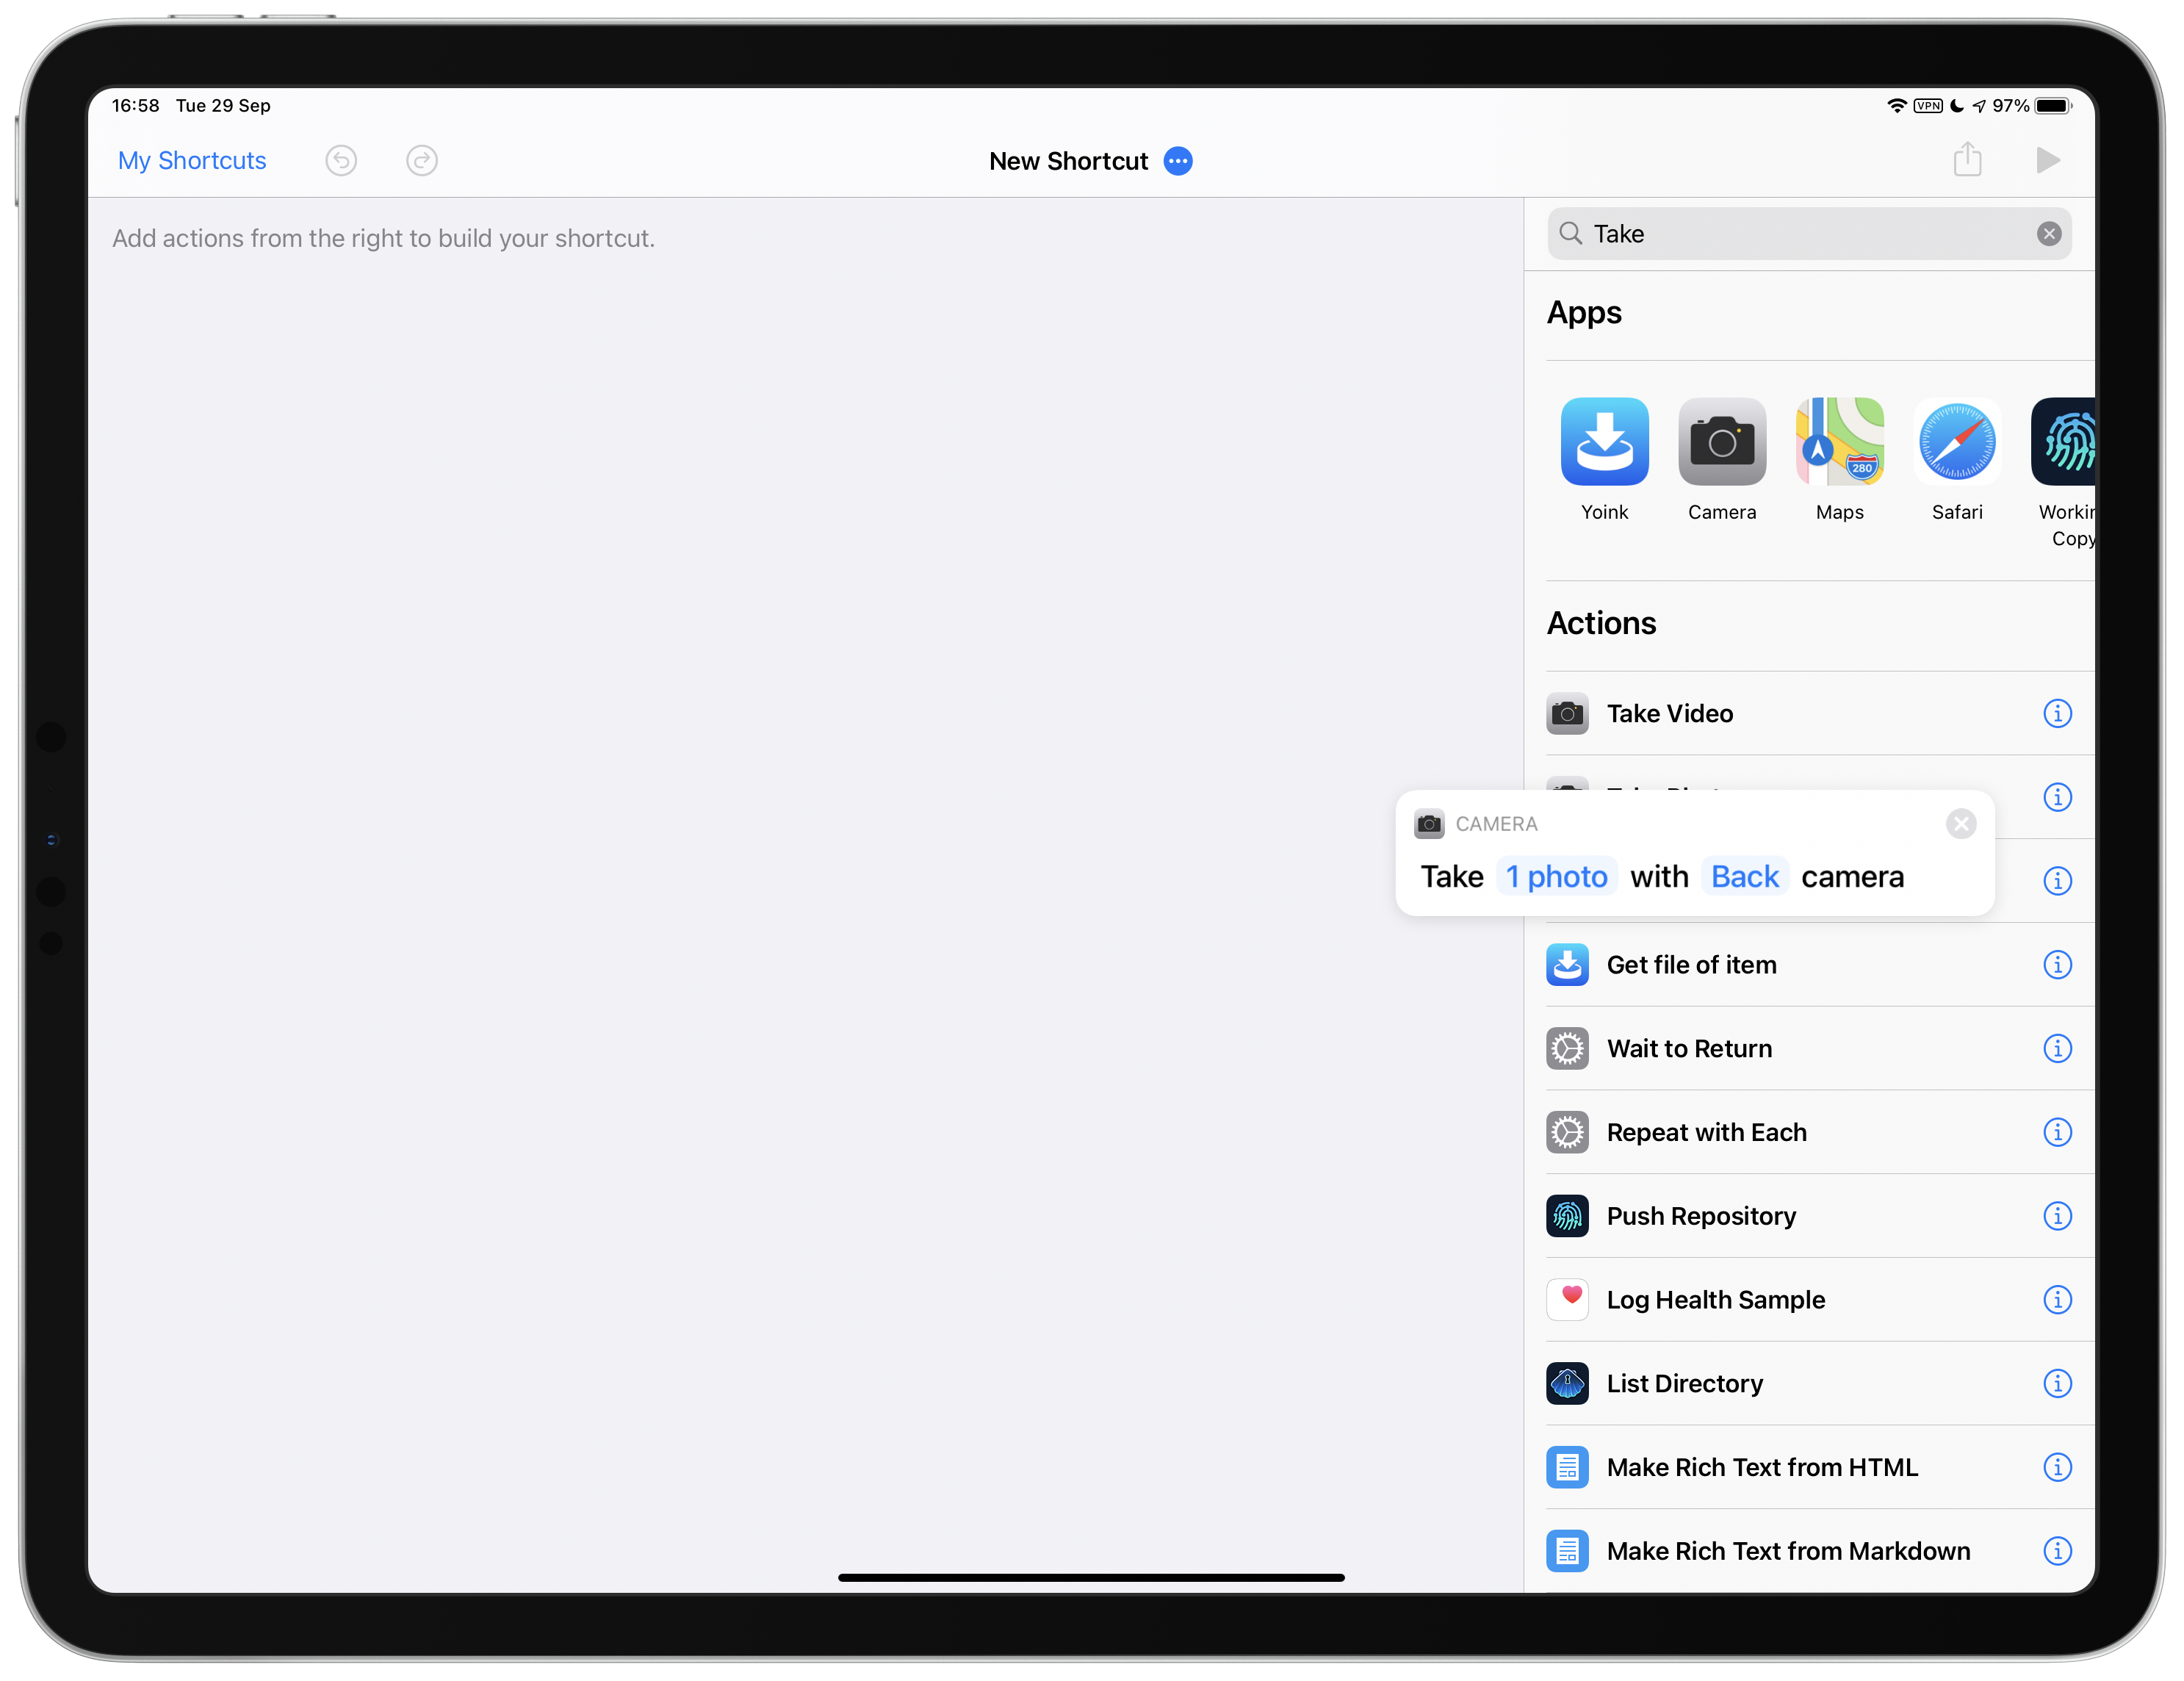 16:58 Tue 29 Sep
VPN 97%
My Shortcuts
New Shortcut
Add actions from the right to build your shortcut.
Take
Apps
280
Yoink
Camera
Maps
Safari
Copy
Actions
Take Video
CAMERA
Take 1 photo with Back camera
Get file of item
Wait to Return
Repeat with Each
Push Repository
Log Health Sample
List Directory
Make Rich Text from HTML
Make Rich Text from Markdown